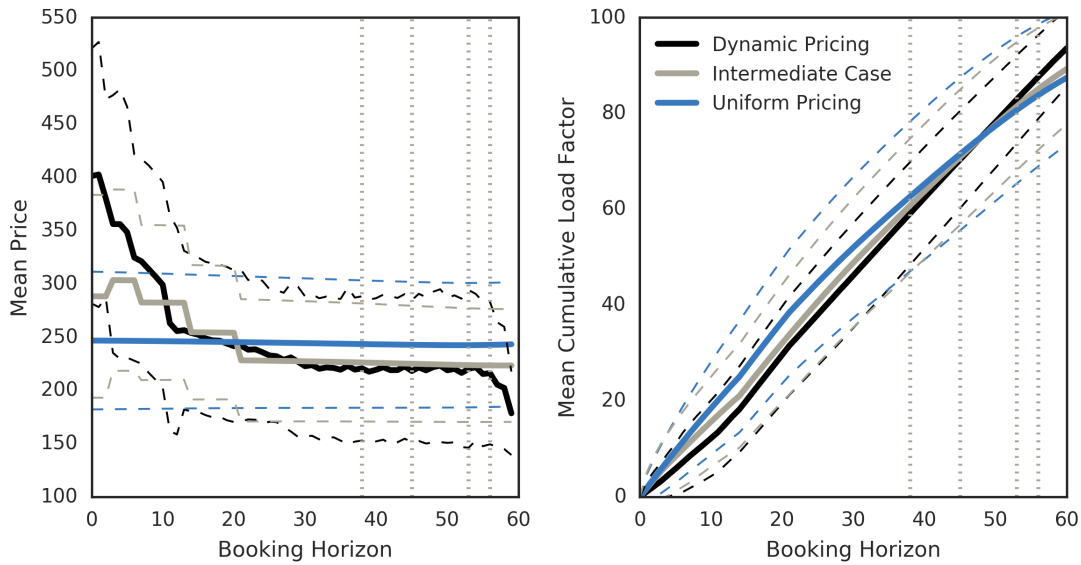 550
500
450
400
350
300
250
200
150
100
Mean Price
0 10 20 30 40 50 60
Booking Horizon
100
80
60
40
20
0
Mean Cumulative Load Factor
Dynamic Pricing
Intermediate Case
Uniform Pricing
0 10 20 30 40 50 60
Booking Horizon